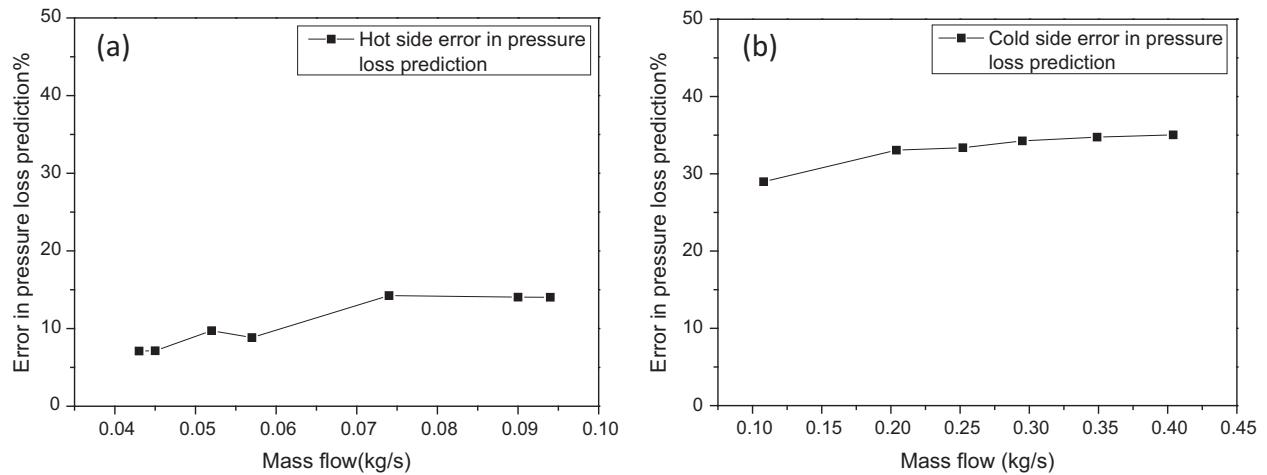 (a)
Hot side error in pressure
loss prediction
Error in pressure loss prediction%
50
40
30
20
10
0
0.04 0.05 0.06 0.07 0.08 0.09 0.10
Mass flow(kg/s)
(b)
Cold side error in pressure
loss prediction
Error in pressure loss prediction%
50
40
30
20
10
0
0.10 0.15 0.20 0.25 0.30 0.35 0.40 0.45
Mass flow (kg/s)